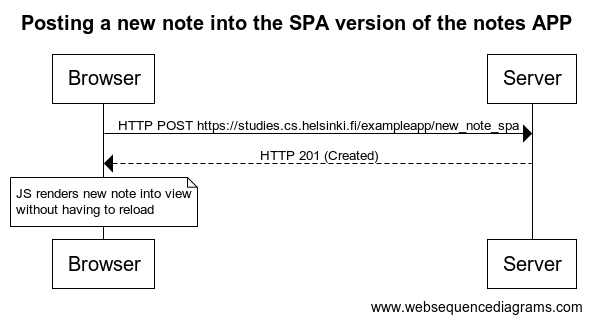 Posting a new note into the SPA version of the notes APP
Browser
Server
HTTP POST https://studies.cs.helsinki.fi/exampleapp/new_note_spa
HTTP 201 (Created)
JS renders new note into view
without having to reload
Browser
Server
www.websequencediagrams.com